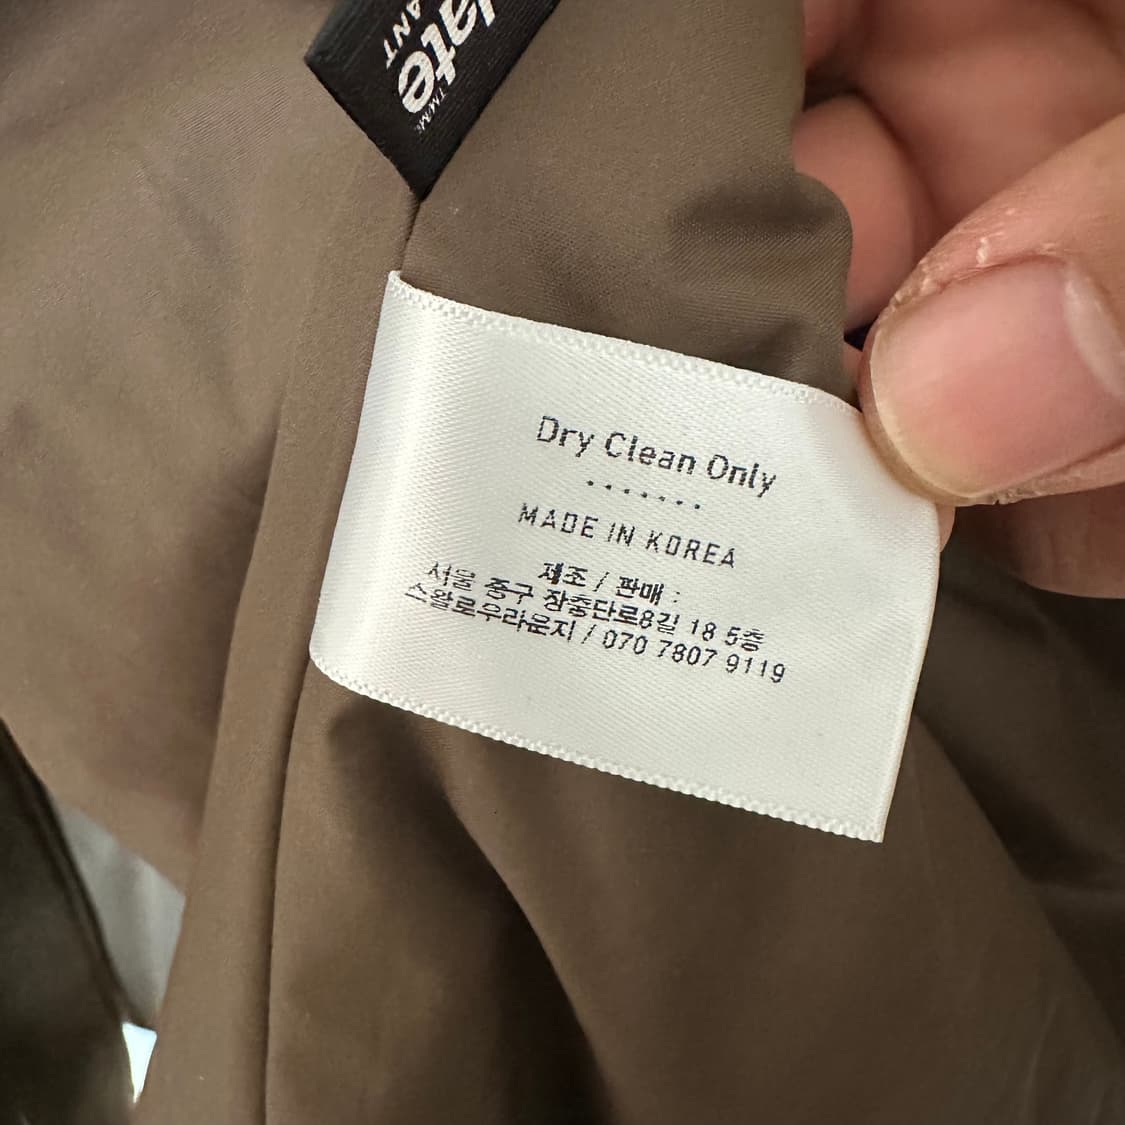 Dry Clean Only
MADE IN KOREA
제조 / 판매 :
서울 중구 장충단로8길 18 5층
스왈로우라운지 / 070 7807 9119